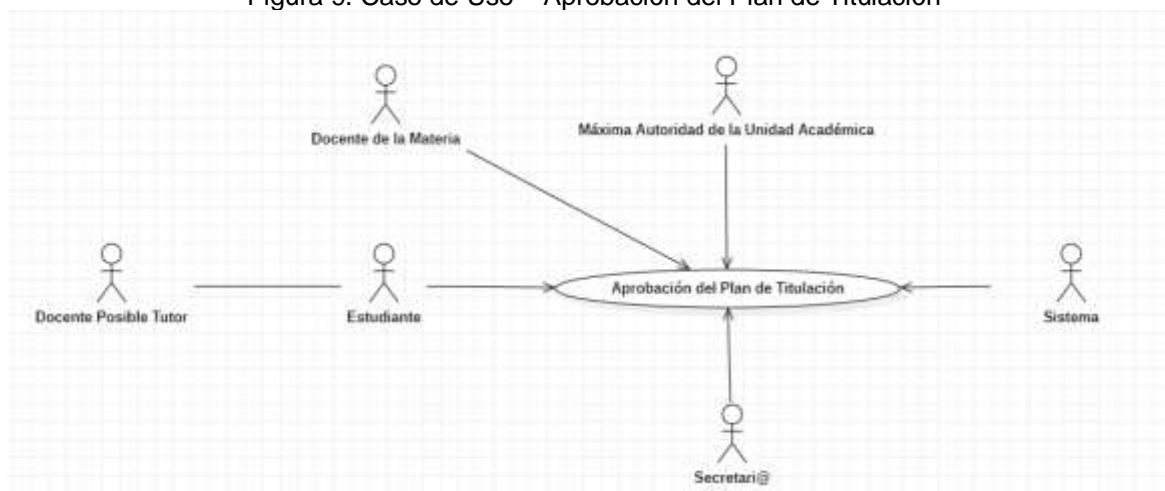 Figura 5. Caso de Uso – Aprobación del Plan de Titulación
Docente de la Materia
Máxima Autoridad de la Unidad Académica
Docente Posible Tutor
Estudiante
Aprobación del Plan de Titulación
Sistema
Secretari@